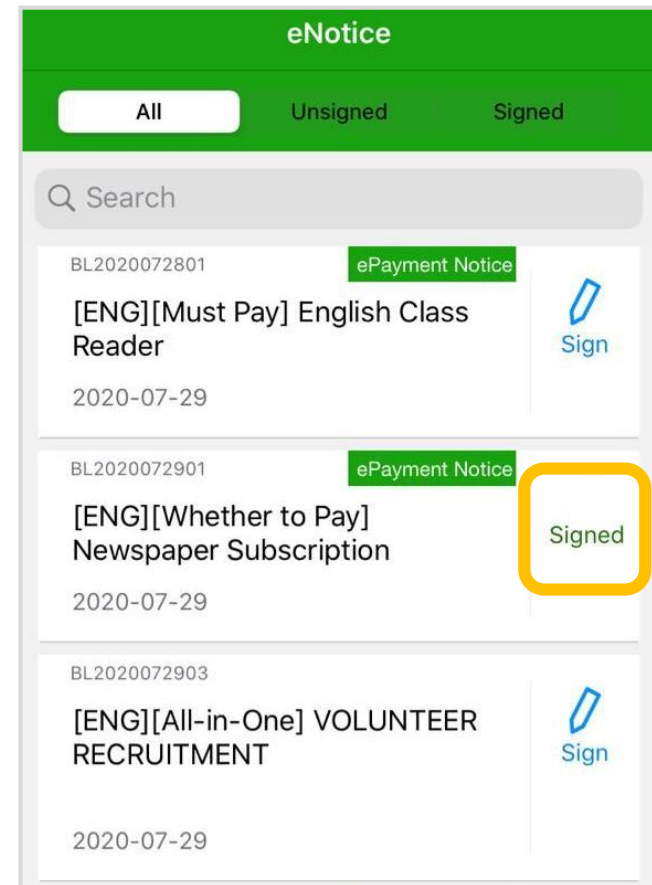 eNotice
All Unsigned Signed
Search
BL2020072801 ePayment Notice
[ENG][Must Pay] English Class
Reader
Sign
2020-07-29
BL2020072901 ePayment Notice
[ENG][Whether to Pay]
Newspaper Subscription
Signed
2020-07-29
BL2020072903
[ENG][All-in-One] VOLUNTEER
RECRUITMENT
Sign
2020-07-29